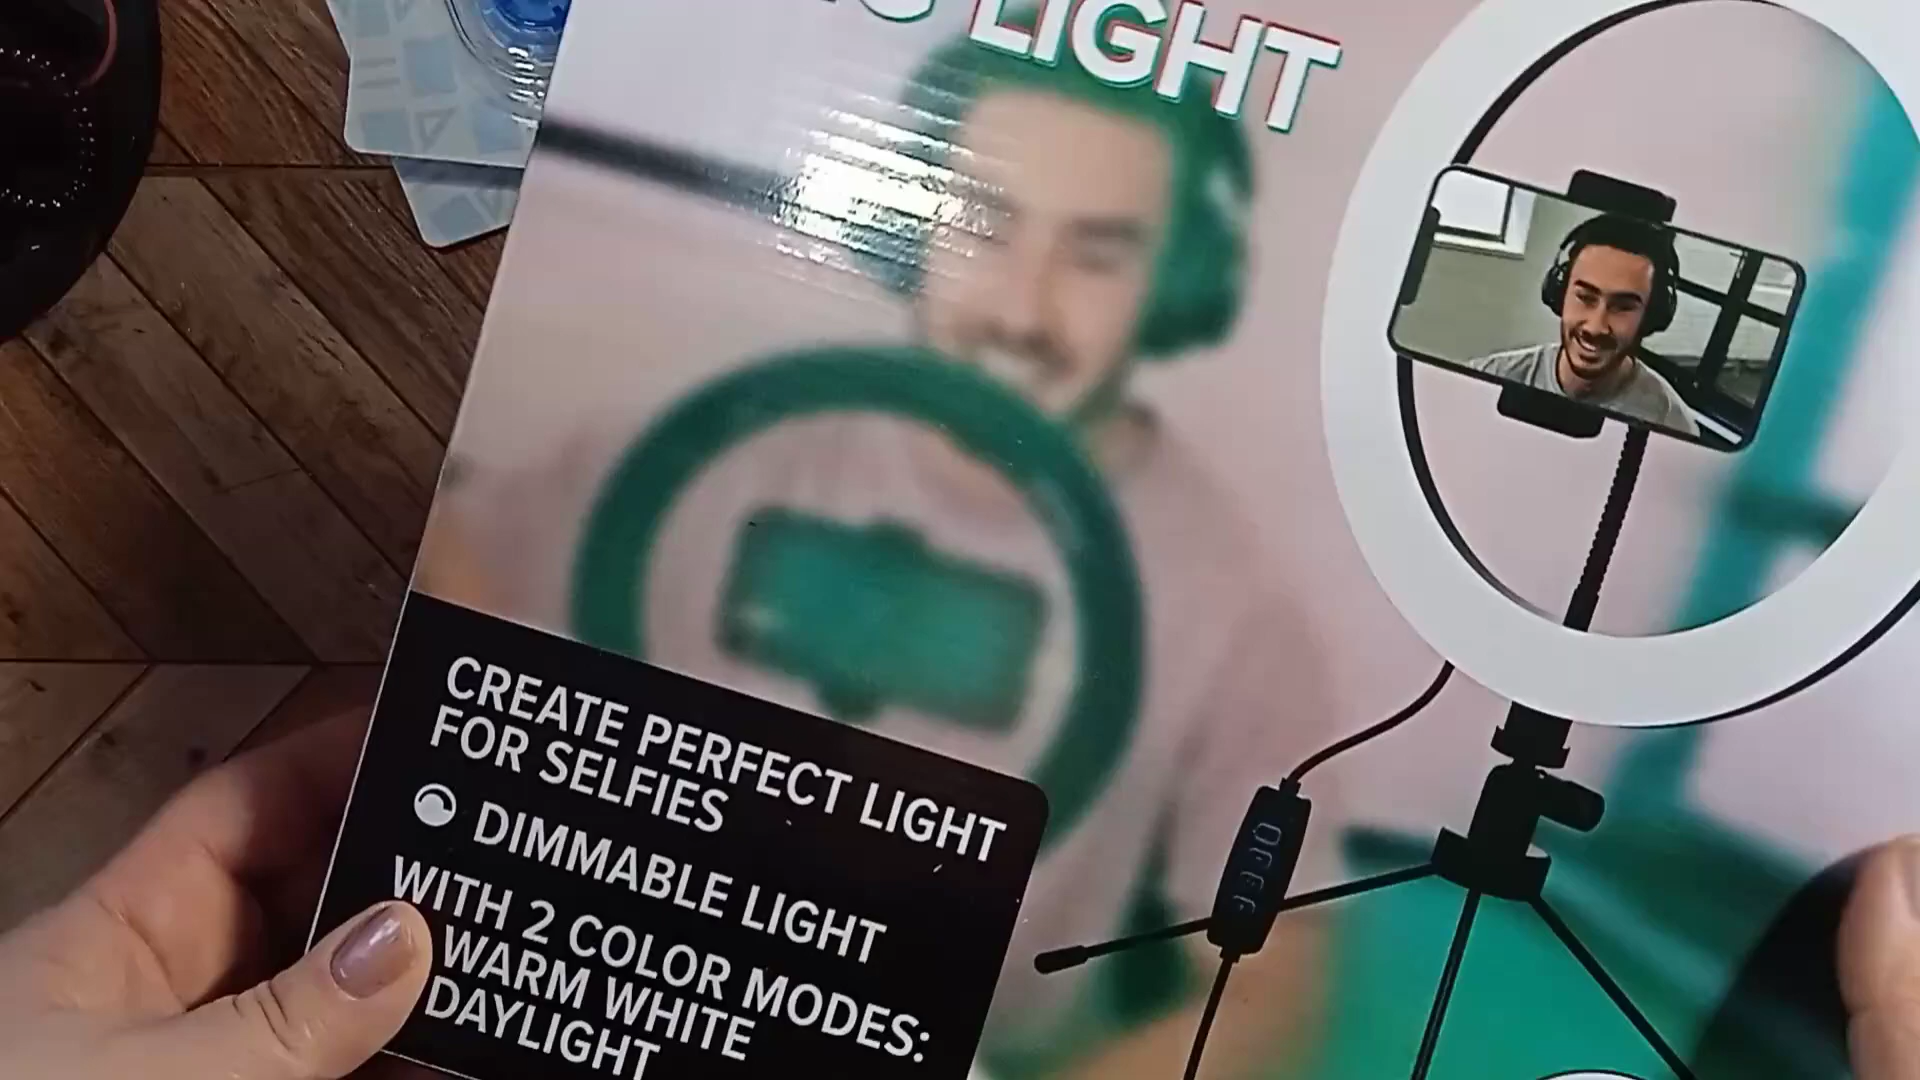 LIGHT
CREATE PERFECT LIGHT
FOR SELFIES
DIMMABLE LIGHT
WITH 2 COLOR MODES:
WARM WHITE
DAYLIGHT